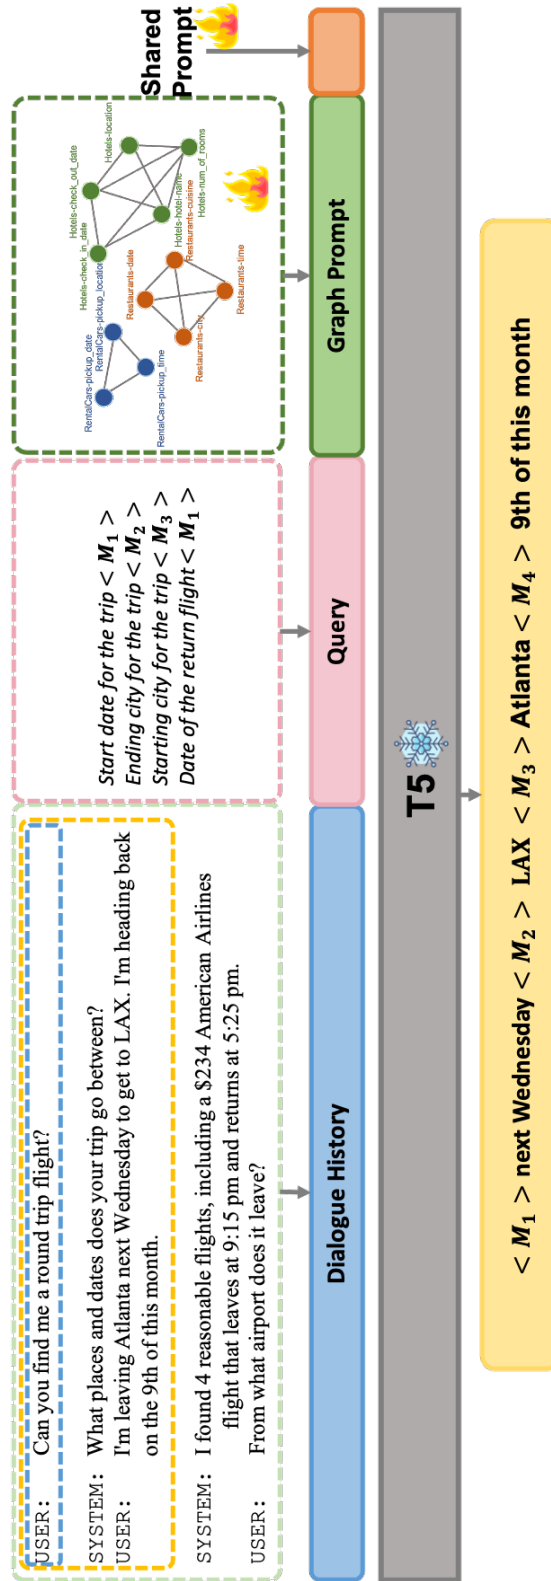 USER: Can you find me a round trip flight?
SYSTEM: What places and dates does your trip go between?
USER: I'm leaving Atlanta next Wednesday to get to LAX. I'm heading back
on the 9th of this month.
SYSTEM: I found 4 reasonable flights, including a $234 American Airlines
flight that leaves at 9:15 pm and returns at 5:25 pm.
USER: From what airport does it leave?
Start date for the trip < M₁ >
Ending city for the trip < M₂ >
Starting city for the trip < M₃ >
Date of the return flight < M₁ >
RentalCars-pickup_date
RentalCars-pickup_location
RentalCars-pickup_time
Hotels-check_in_date
Hotels-check_out_date
Hotels-location
Hotels-hotel-name
Hotels-num_of_rooms
Restaurants-date
Restaurants-cuisine
Restaurants-city
Restaurants-time
Shared
Prompt
Dialogue History
Query
Graph Prompt
T5
< M₁ > next Wednesday < M₂ > LAX < M₃ > Atlanta < M₄ > 9th of this month